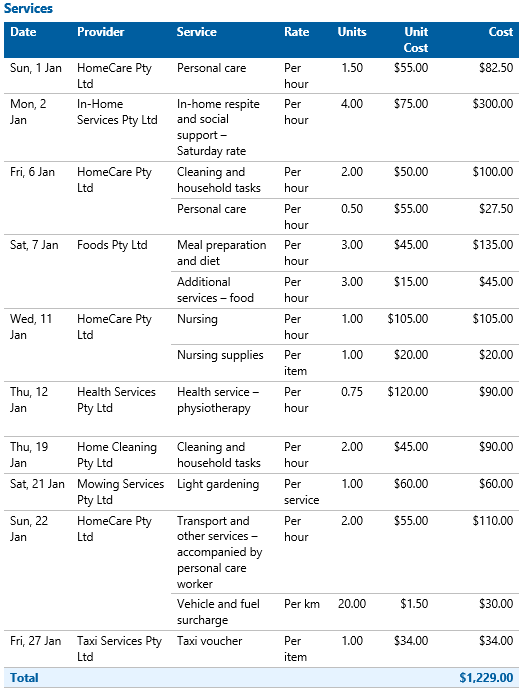 Services
Date Provider Service Rate Units Unit Cost Cost
Sun, 1 Jan HomeCare Pty Ltd Personal care Per hour 1.50 $55.00 $82.50
Mon, 2 Jan In-Home Services Pty Ltd In-home respite and social support – Saturday rate Per hour 4.00 $75.00 $300.00
Fri, 6 Jan HomeCare Pty Ltd Cleaning and household tasks Per hour 2.00 $50.00 $100.00
Personal care Per hour 0.50 $55.00 $27.50
Sat, 7 Jan Foods Pty Ltd Meal preparation and diet Per hour 3.00 $45.00 $135.00
Additional services – food Per hour 3.00 $15.00 $45.00
Wed, 11 Jan HomeCare Pty Ltd Nursing Per hour 1.00 $105.00 $105.00
Nursing supplies Per item 1.00 $20.00 $20.00
Thu, 12 Jan Health Services Pty Ltd Health service – physiotherapy Per hour 0.75 $120.00 $90.00
Thu, 19 Jan Home Cleaning Pty Ltd Cleaning and household tasks Per hour 2.00 $45.00 $90.00
Sat, 21 Jan Mowing Services Pty Ltd Light gardening Per service 1.00 $60.00 $60.00
Sun, 22 Jan HomeCare Pty Ltd Transport and other services – accompanied by personal care worker Per hour 2.00 $55.00 $110.00
Vehicle and fuel surcharge Per km 20.00 $1.50 $30.00
Fri, 27 Jan Taxi Services Pty Ltd Taxi voucher Per item 1.00 $34.00 $34.00
Total $1,229.00